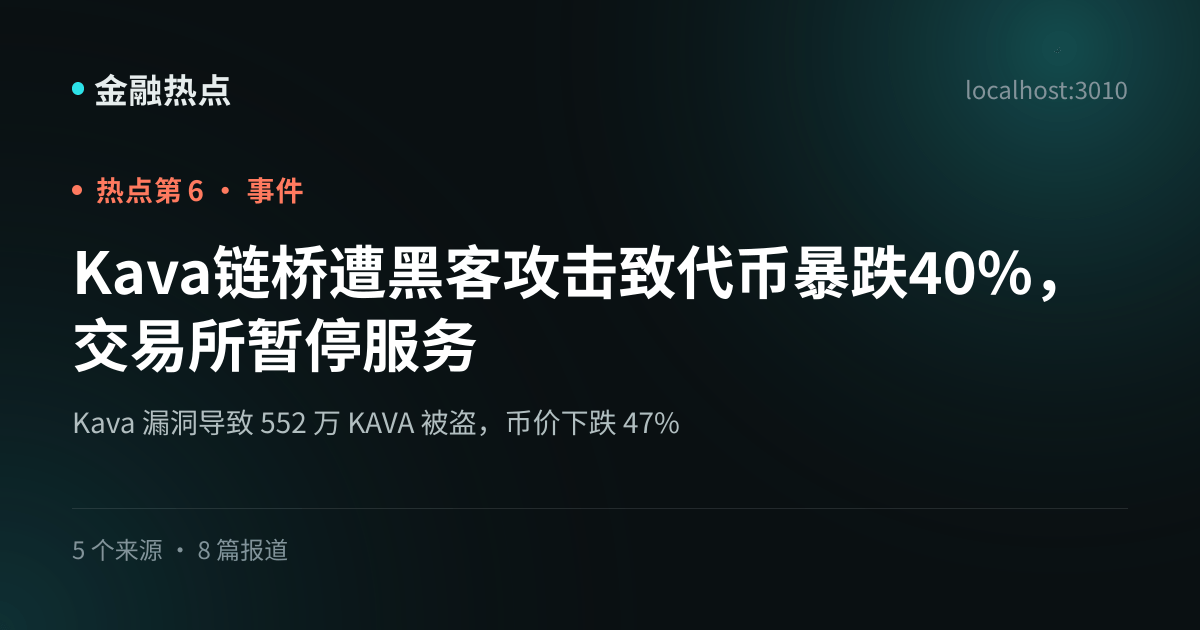 金融热点
localhost:3010
热点第 6 · 事件
Kava链桥遭黑客攻击致代币暴跌40%，
交易所暂停服务
Kava 漏洞导致 552 万 KAVA 被盗，币价下跌 47%
5 个来源 · 8 篇报道